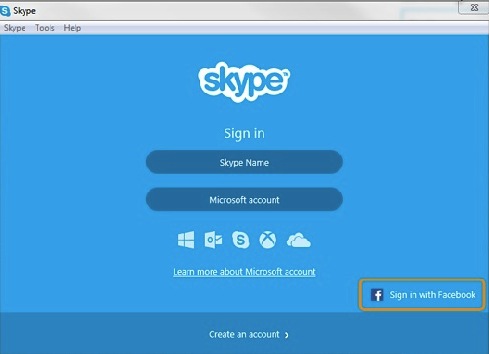 Skype
Skype Tools Help
skype™
Sign in
Skype Name
Microsoft account
Learn more about Microsoft account
Sign in with Facebook
Create an account